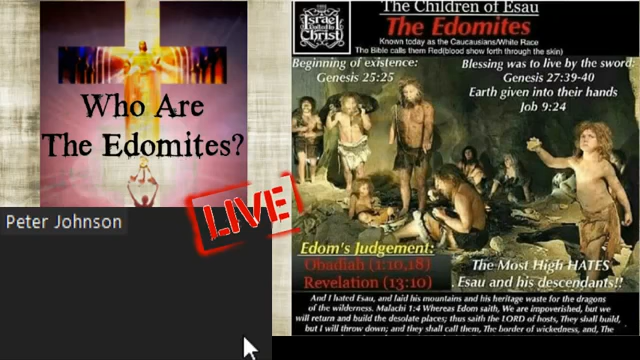 Who Are
The Edomites?
Peter Johnson
LIVE
Israel
Christ
The Children of Esau
The Edomites
Known today as the Caucasians/White Race
The Bible calls them Red(blood show forth through the skin)
Beginning of existence:
Genesis 25:25
Blessing was to live by the sword:
Genesis 27:39-40
Earth given into their hands
Job 9:24
Edom's Judgement:
Obadiah (1:10,18)
Revelation (13:10)
The Most High HATES
Esau and his descendants!!
And I hated Esau, and laid his mountains and his heritage waste for the dragons
of the wilderness. Malachi 1:4 Whereas Edom saith, We are impoverished, but we
will return and build the desolate places; thus saith the LORD of hosts, They shall build,
but I will throw down; and they shall call them, The border of wickedness, and, The